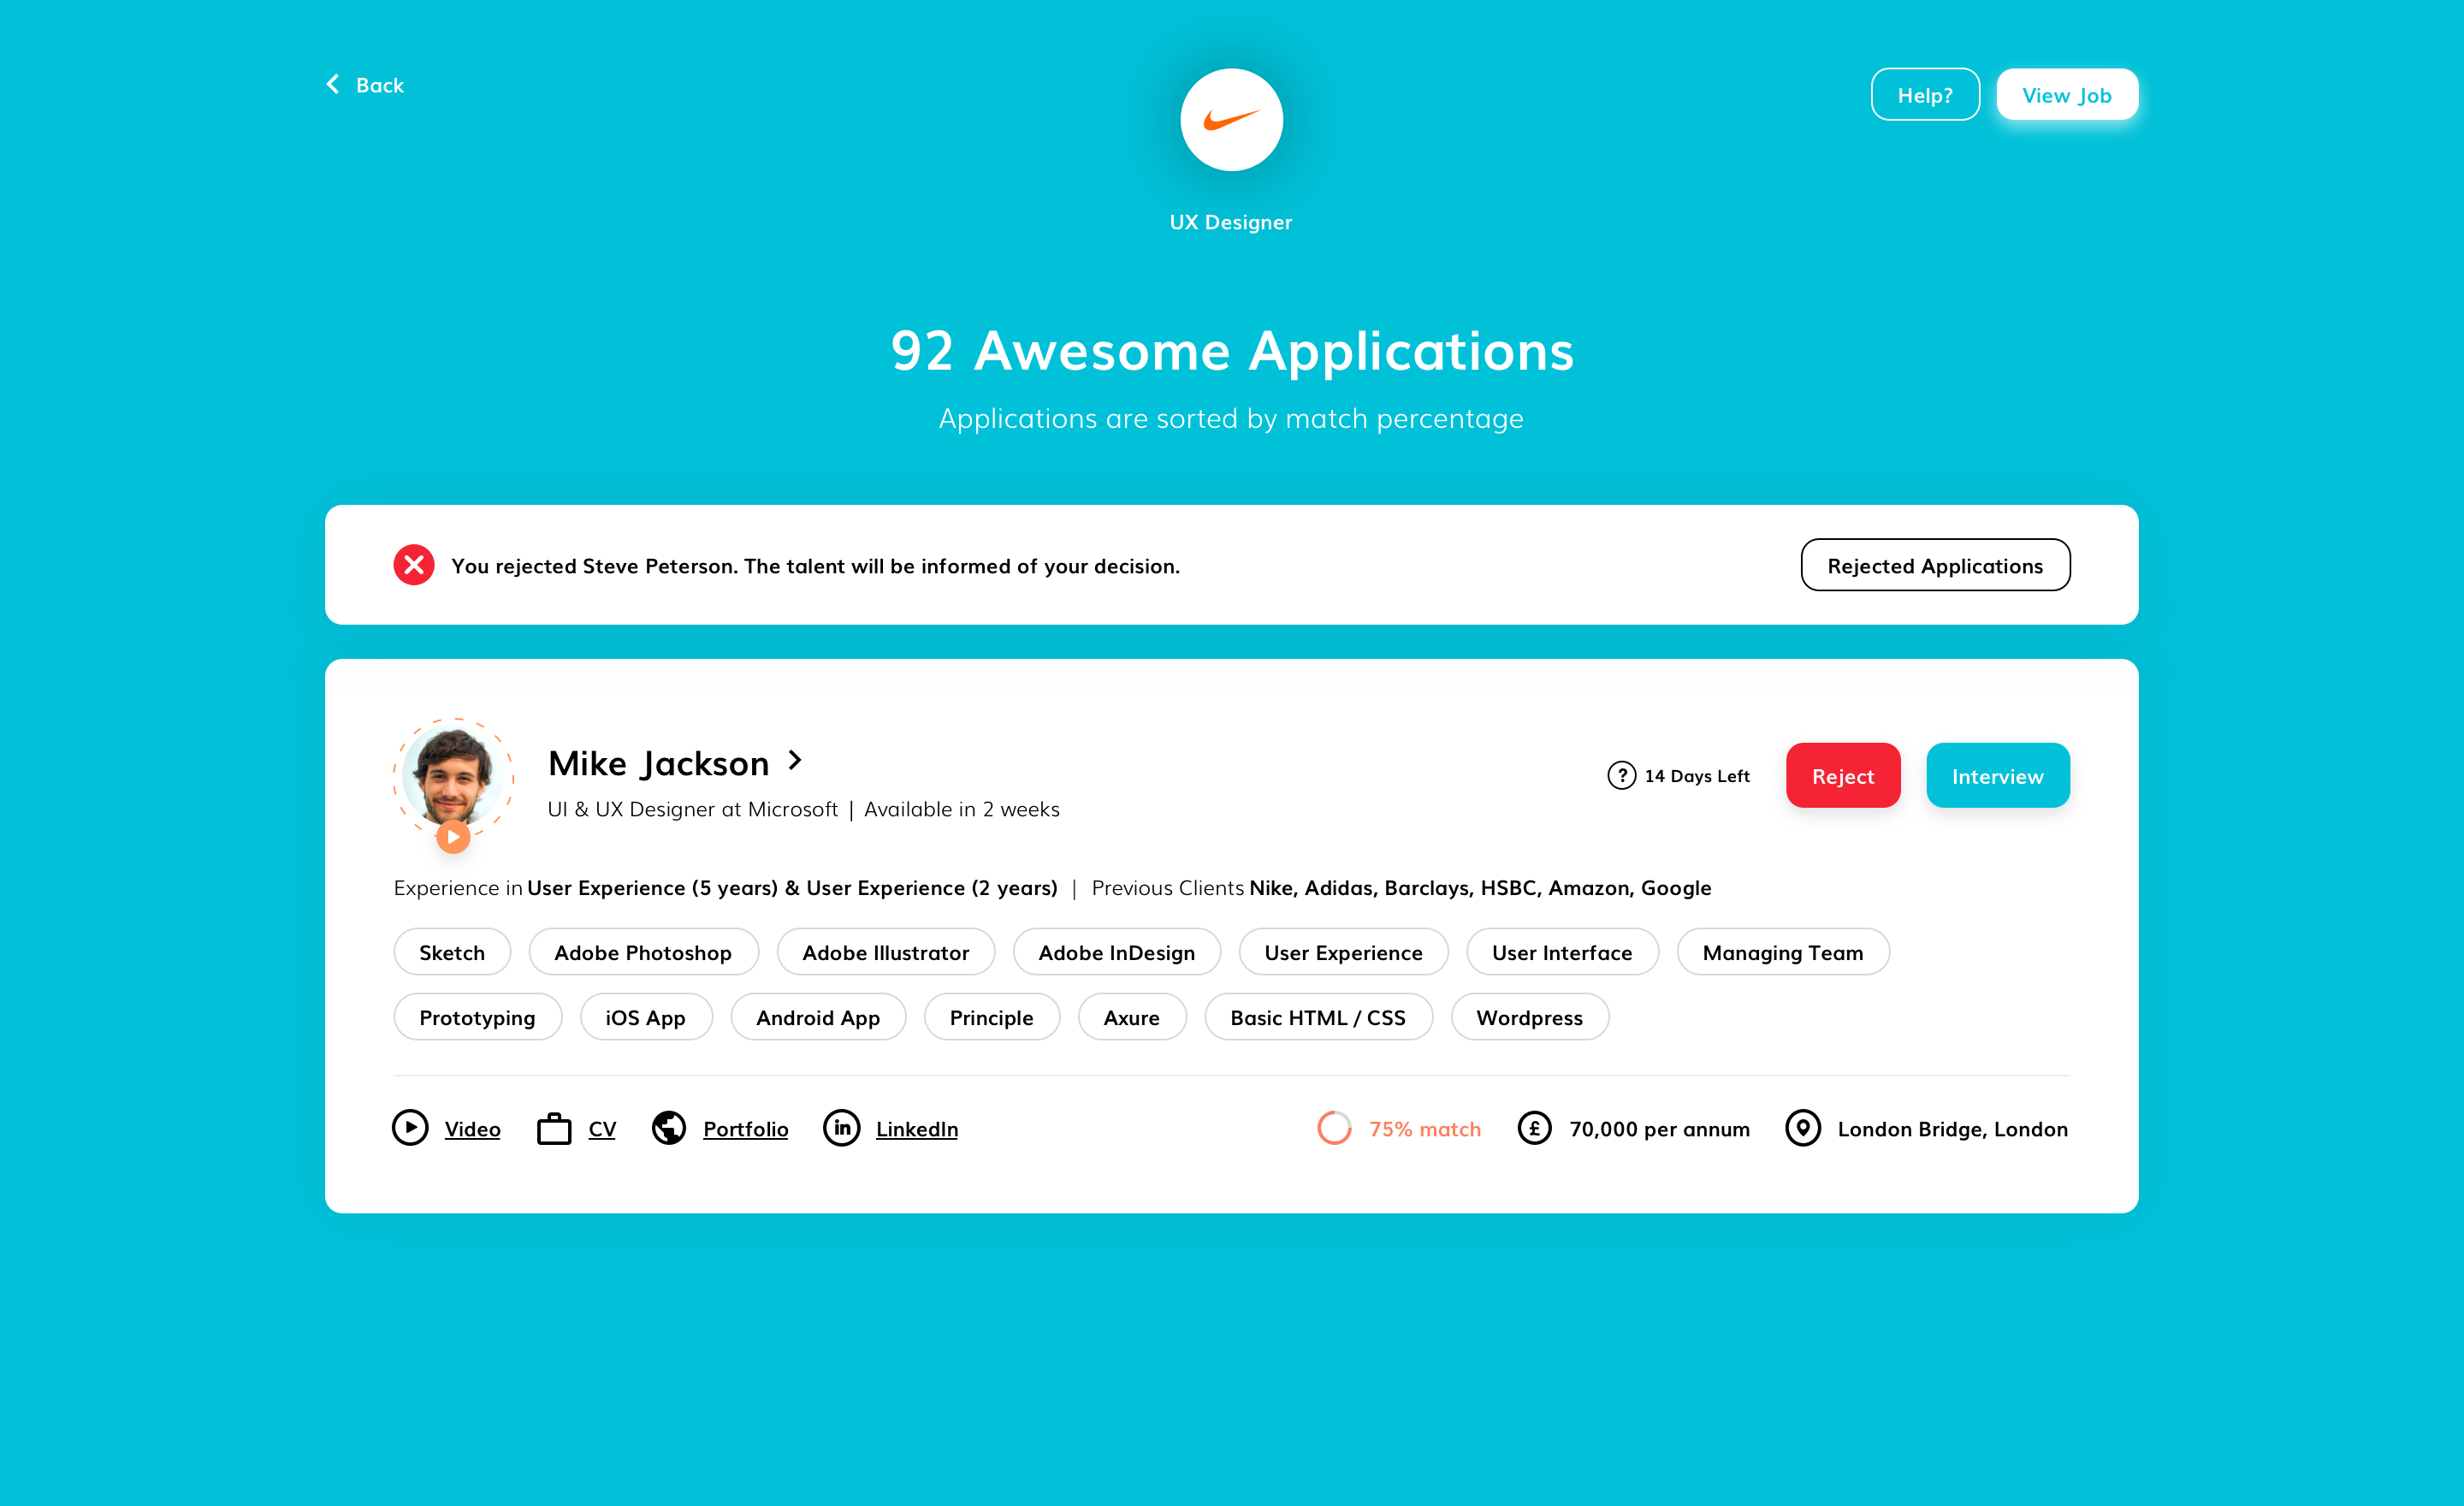 Back
Help?
View Job
UX Designer
92 Awesome Applications
Applications are sorted by match percentage
You rejected Steve Peterson. The talent will be informed of your decision.
Rejected Applications
Mike Jackson
UI & UX Designer at Microsoft | Available in 2 weeks
? 14 Days Left
Reject
Interview
Experience in User Experience (5 years) & User Experience (2 years) | Previous Clients Nike, Adidas, Barclays, HSBC, Amazon, Google
Sketch Adobe Photoshop Adobe Illustrator Adobe InDesign User Experience User Interface Managing Team
Prototyping iOS App Android App Principle Axure Basic HTML / CSS Wordpress
Video CV Portfolio in LinkedIn 75% match £ 70,000 per annum London Bridge, London